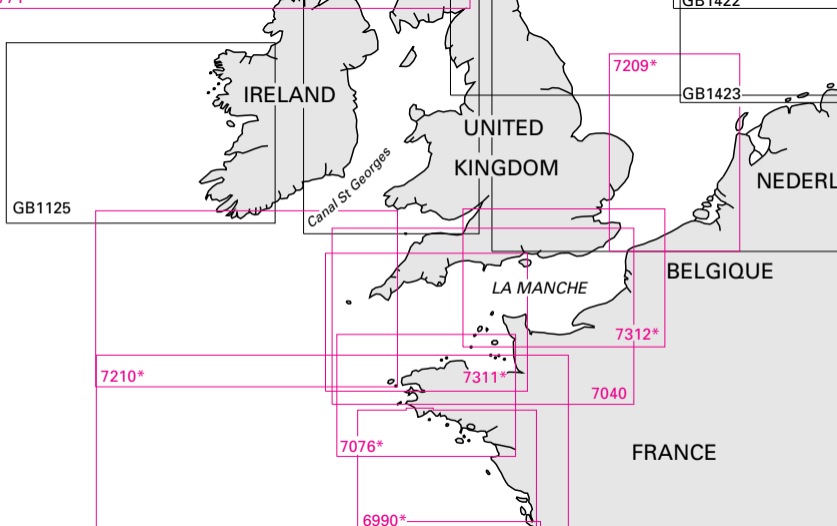 GB1422
7209*
GB1423
IRELAND
UNITED
KINGDOM
Canal St Georges
NEDERL
GB1125
BELGIQUE
LA MANCHE
7312*
7210*
7311*
7040
7076*
FRANCE
6990*